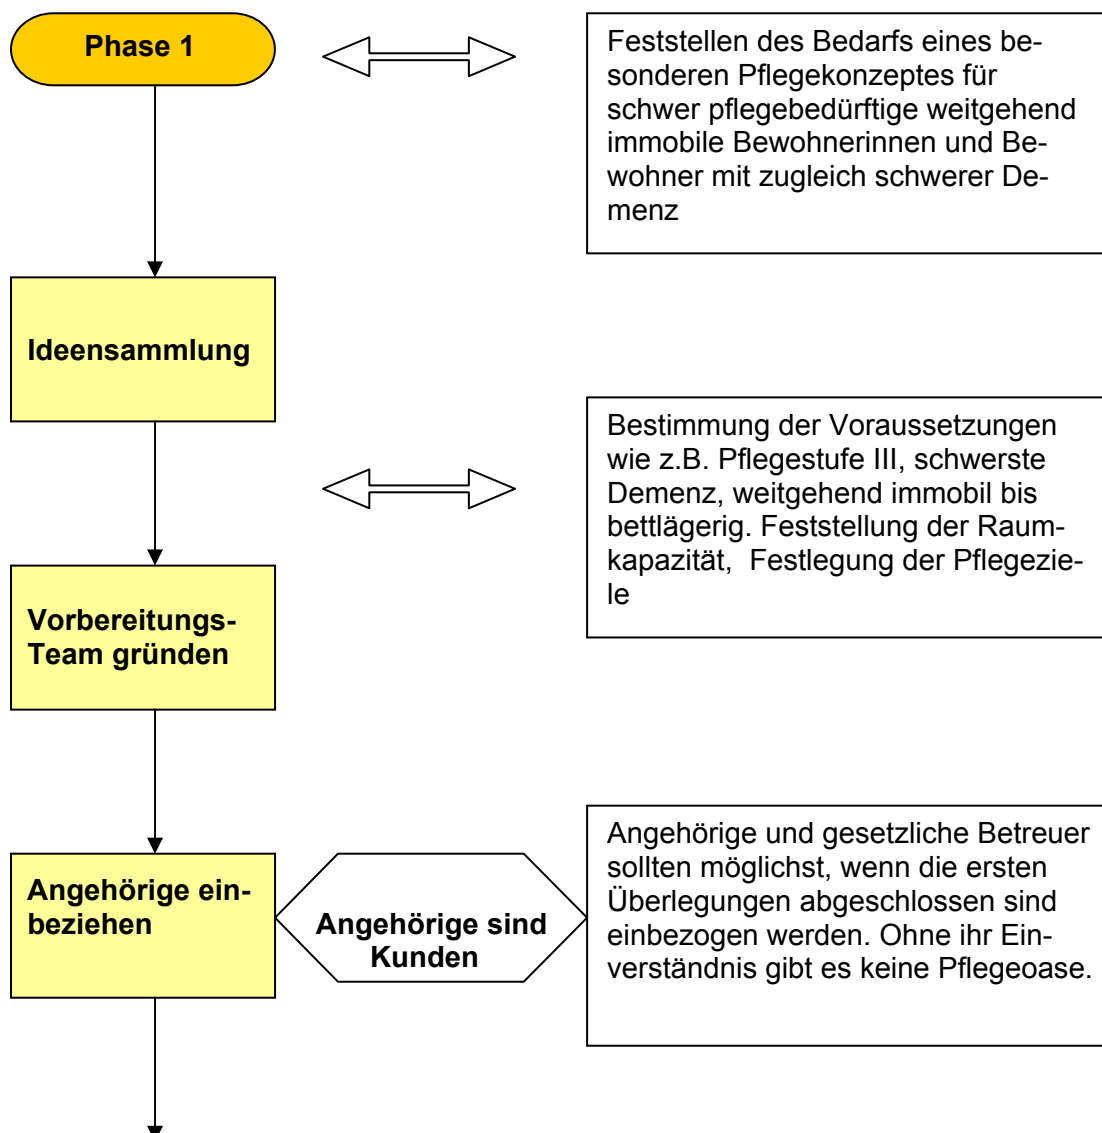 Phase 1
Feststellen des Bedarfs eines be-
sonderen Pflegekonzeptes für
schwer pflegebedürftige weitgehend
immobile Bewohnerinnen und Be-
wohner mit zugleich schwerer De-
menz
Ideensammlung
Bestimmung der Voraussetzungen
wie z.B. Pflegestufe III, schwerste
Demenz, weitgehend immobil bis
bettlägerig. Feststellung der Raum-
kapazität,  Festlegung der Pflegezie-
le
Vorbereitungs-
Team gründen
Angehörige ein-
beziehen
Angehörige sind
Kunden
Angehörige und gesetzliche Betreuer
sollten möglichst, wenn die ersten
Überlegungen abgeschlossen sind
einbezogen werden. Ohne ihr Ein-
verständnis gibt es keine Pflegeoase.